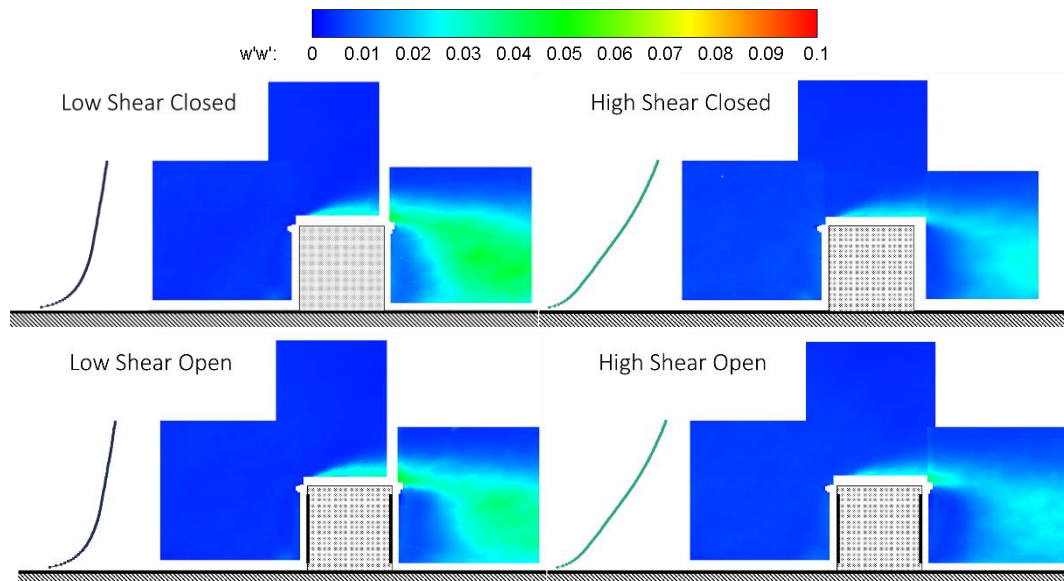 w'w': 0 0.01 0.02 0.03 0.04 0.05 0.06 0.07 0.08 0.09 0.1
Low Shear Closed
High Shear Closed
Low Shear Open
High Shear Open